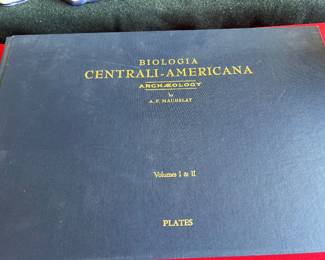 BIOLOGIA
CENTRALI-AMERICANA
ARCHÆOLOGY
by
A. P. MAUDSLAY
Volumes I & II
PLATES